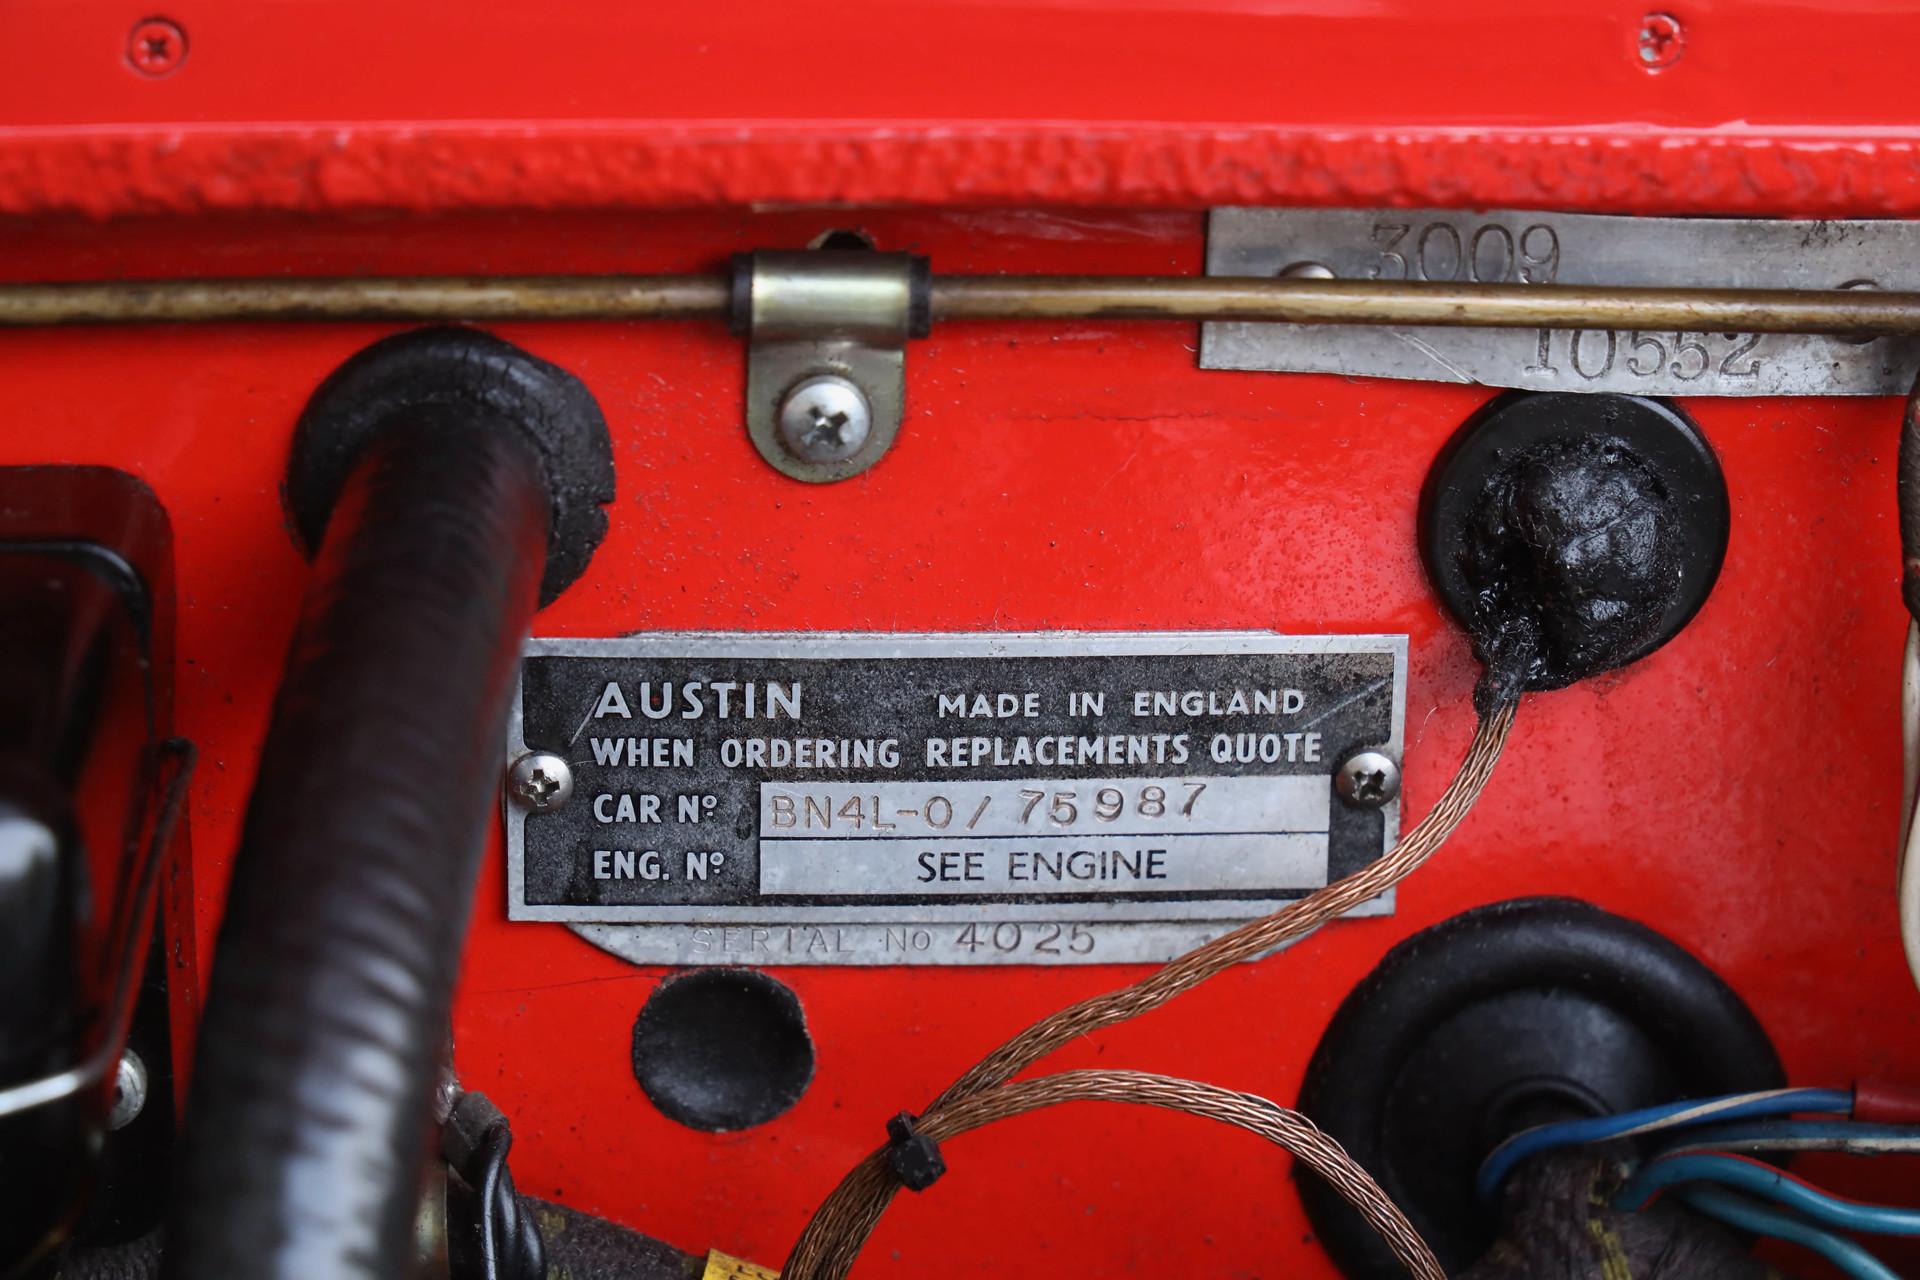 3009
10552
AUSTIN MADE IN ENGLAND
WHEN ORDERING REPLACEMENTS QUOTE
CAR Nº BN4L-O/ 75987
ENG. Nº SEE ENGINE
SERIAL No 4025